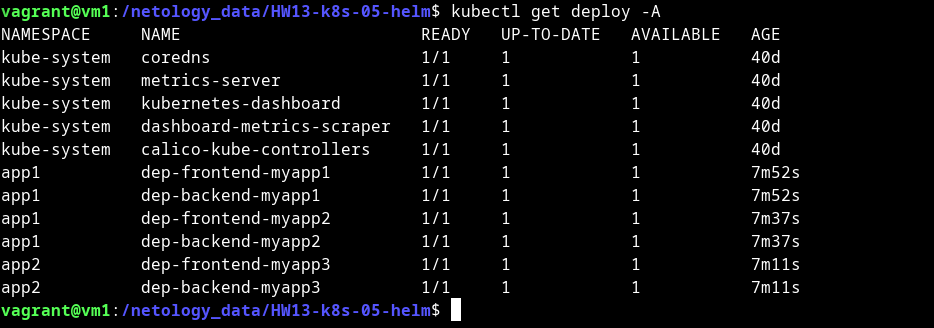 vagrant@vm1:/netology_data/HW13-k8s-05-helm$ kubectl get deploy -A
NAMESPACE     NAME                        READY   UP-TO-DATE   AVAILABLE   AGE
kube-system   coredns                     1/1     1            1           40d
kube-system   metrics-server              1/1     1            1           40d
kube-system   kubernetes-dashboard        1/1     1            1           40d
kube-system   dashboard-metrics-scraper   1/1     1            1           40d
kube-system   calico-kube-controllers     1/1     1            1           40d
app1          dep-frontend-myapp1         1/1     1            1           7m52s
app1          dep-backend-myapp1          1/1     1            1           7m52s
app1          dep-frontend-myapp2         1/1     1            1           7m37s
app1          dep-backend-myapp2          1/1     1            1           7m37s
app2          dep-frontend-myapp3         1/1     1            1           7m11s
app2          dep-backend-myapp3          1/1     1            1           7m11s
vagrant@vm1:/netology_data/HW13-k8s-05-helm$